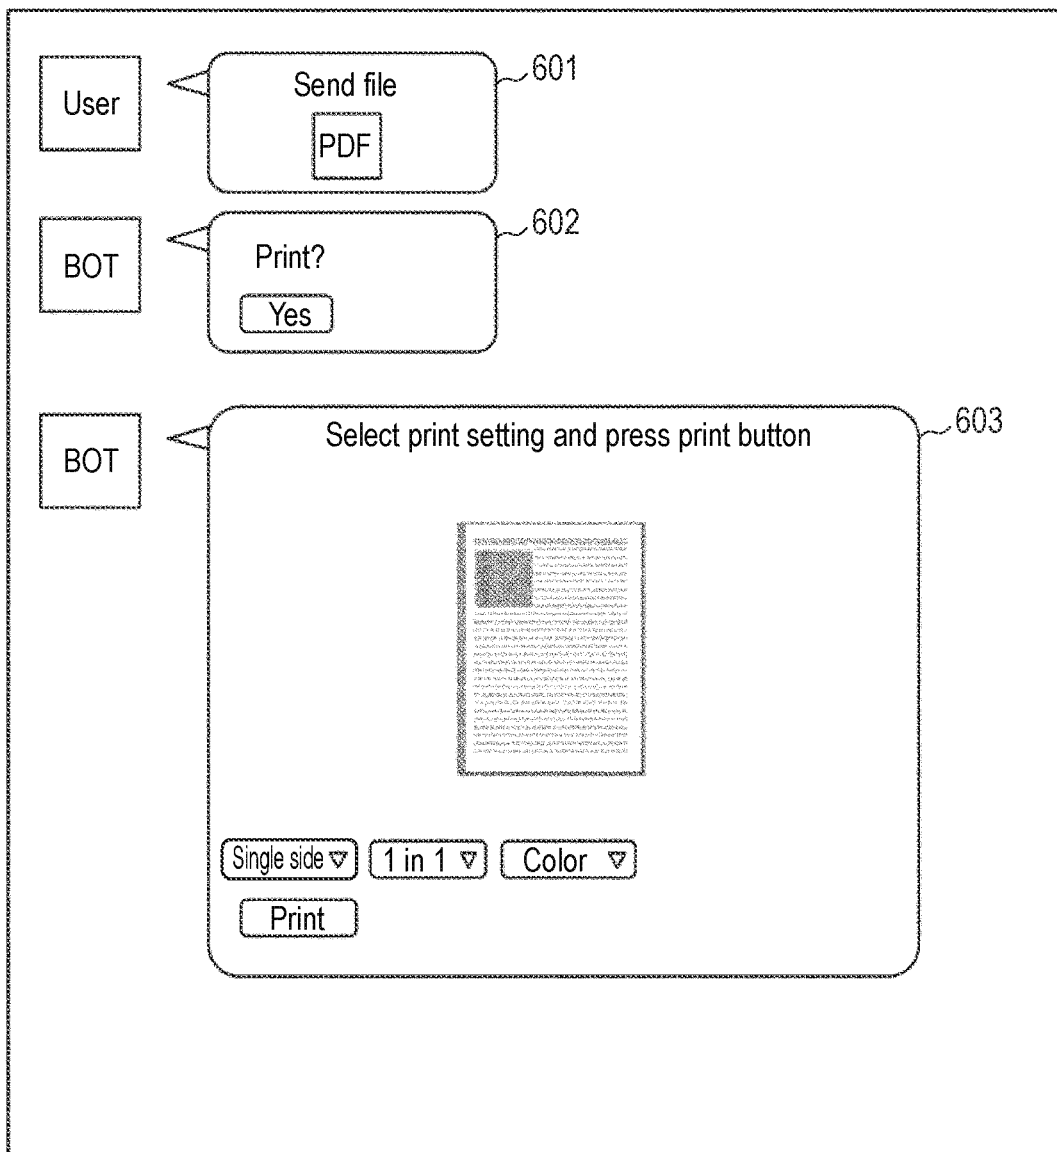 User
Send file
PDF
601
BOT
Print?
Yes
602
BOT
Select print setting and press print button
603
Single side 1 in 1 Color
Print